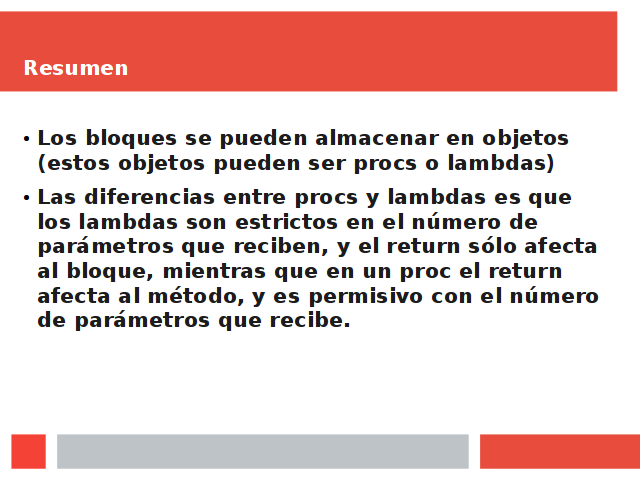 Resumen
• Los bloques se pueden almacenar en objetos
(estos objetos pueden ser procs o lambdas)
• Las diferencias entre procs y lambdas es que
los lambdas son estrictos en el número de
parámetros que reciben, y el return sólo afecta
al bloque, mientras que en un proc el return
afecta al método, y es permisivo con el número
de parámetros que recibe.